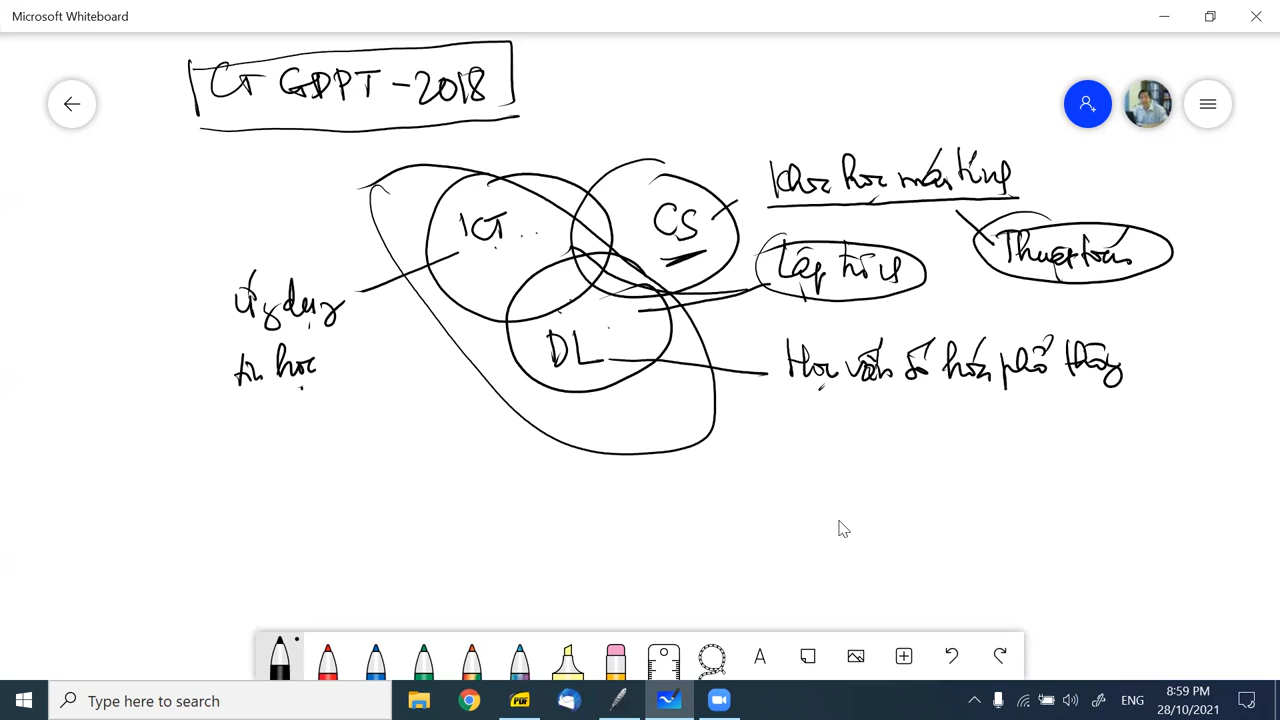 Microsoft Whiteboard
CT GDPT - 2018
Khoa học máy tính
ICT
CS
Thuật toán
Lập trình
Ứng dụng
tin học
DL
Học vấn số hóa phổ thông
A
Type here to search
PDF
ENG
8:59 PM
28/10/2021